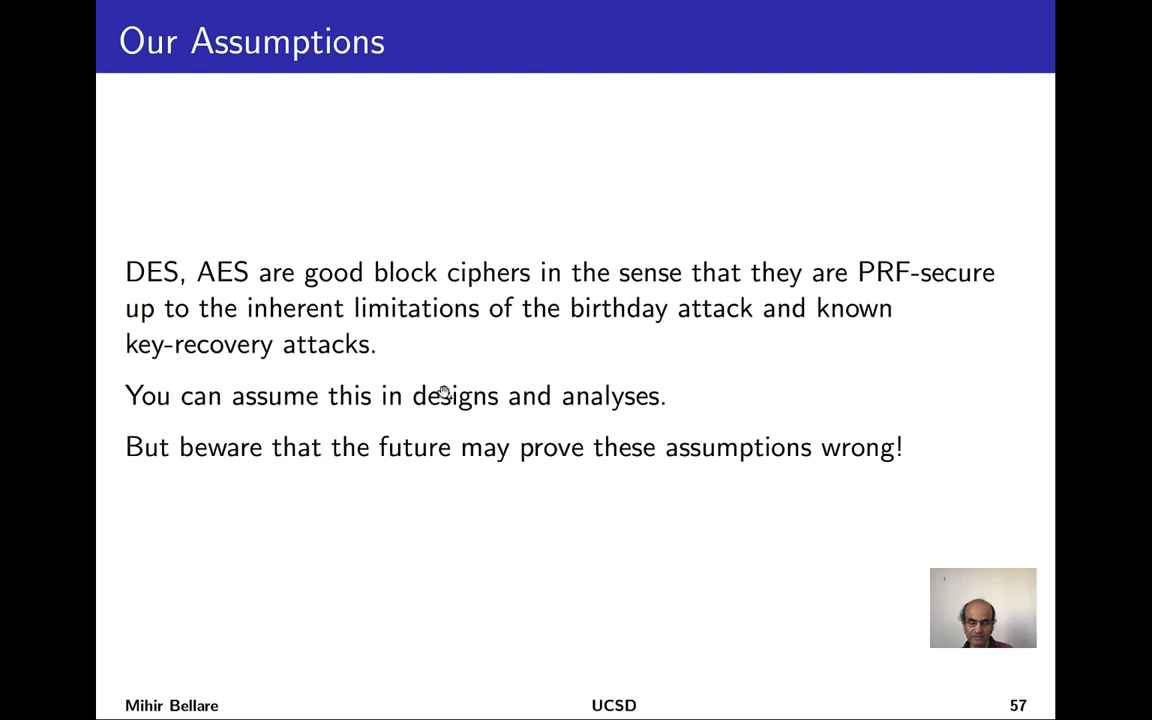 Our Assumptions
DES, AES are good block ciphers in the sense that they are PRF-secure
up to the inherent limitations of the birthday attack and known
key-recovery attacks.
You can assume this in designs and analyses.
But beware that the future may prove these assumptions wrong!
Mihir Bellare UCSD 57